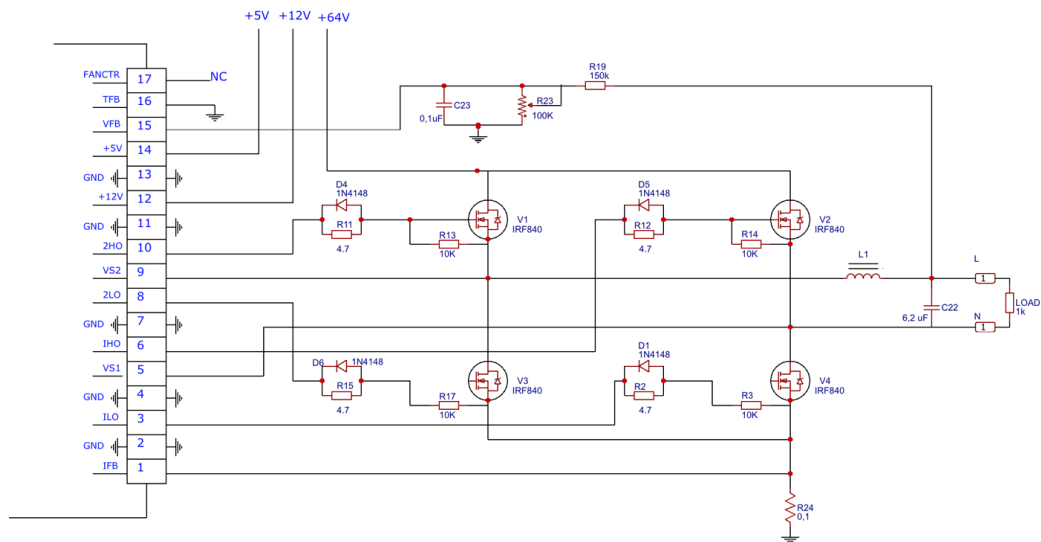 +5V +12V +64V
FANCTR 17 NC
TFB 16
VFB 15
+5V 14
GND 13
+12V 12
GND 11
2HO 10
VS2 9
2LO 8
GND 7
IHO 6
VS1 5
GND 4
ILO 3
GND 2
IFB 1
R19
150k
C23
0,1uF
R23
100K
D4
1N4148
R11
4.7
R13
10K
V1
IRF840
D5
1N4148
R12
4.7
R14
10K
V2
IRF840
L1
L
1
C22
6,2 uF
LOAD
1k
N
1
D6 1N4148
R15
4.7
R17
10K
V3
IRF840
D1
1N4148
R2
4.7
R3
10K
V4
IRF840
R24
0,1